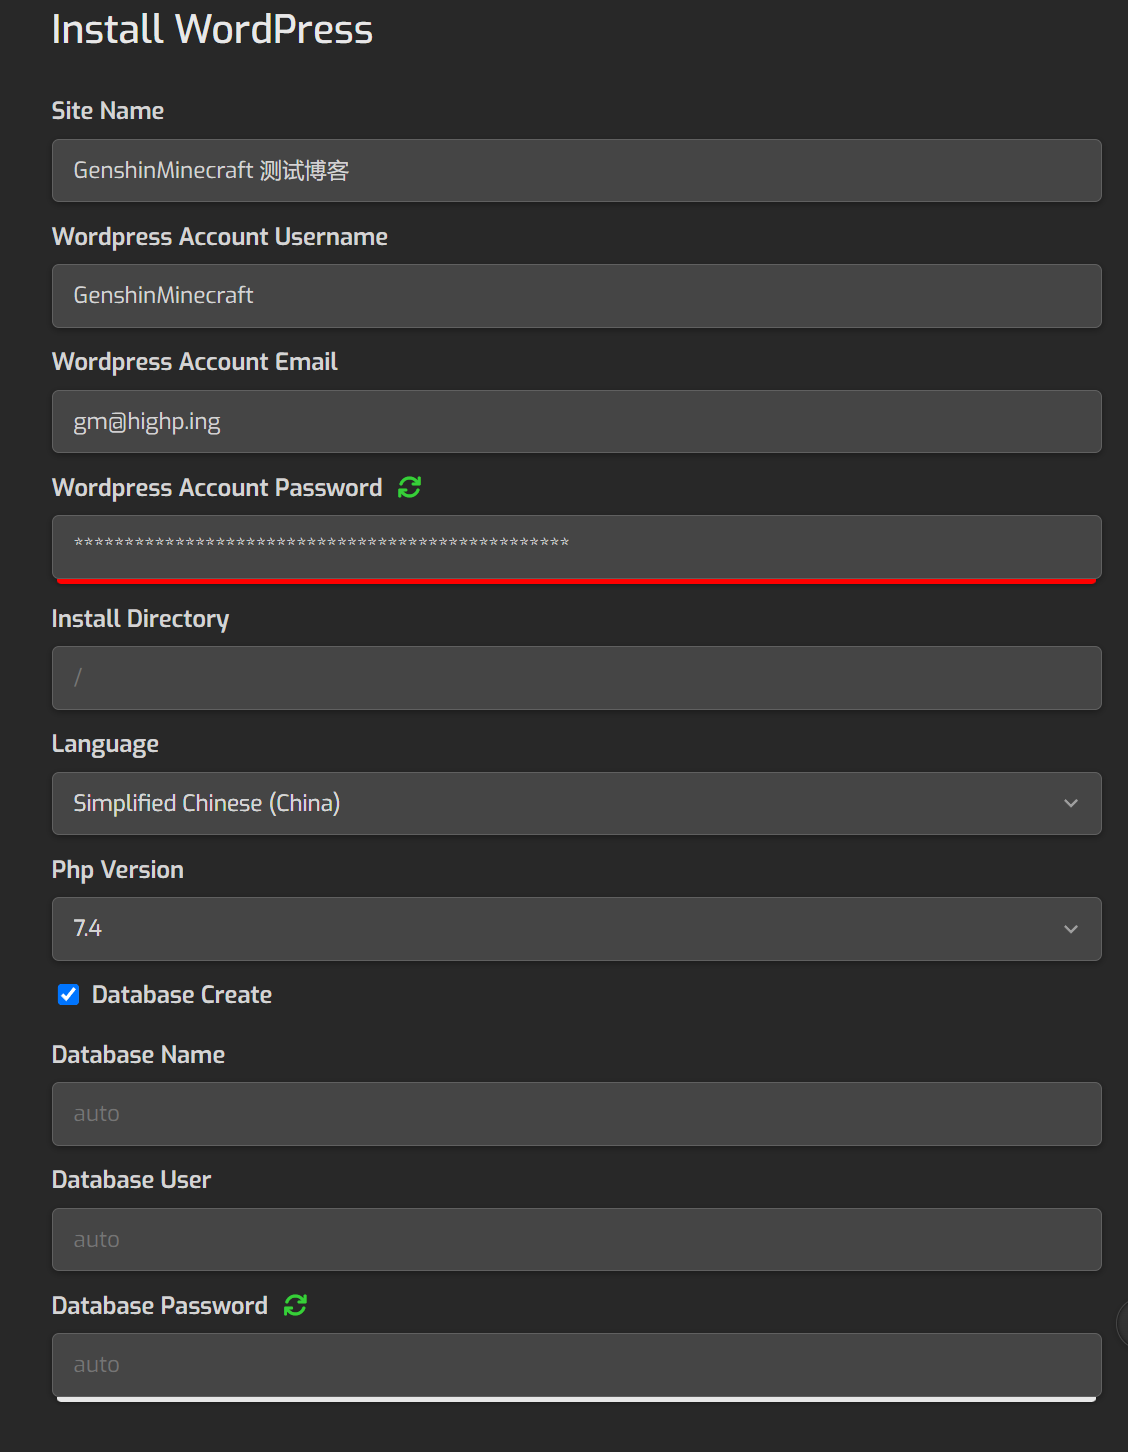 Install WordPress
Site Name
GenshinMinecraft 测试博客
Wordpress Account Username
GenshinMinecraft
Wordpress Account Email
gm@highp.ing
Wordpress Account Password
*************************************************
Install Directory
/
Language
Simplified Chinese (China)
Php Version
7.4
Database Create
Database Name
auto
Database User
auto
Database Password
auto